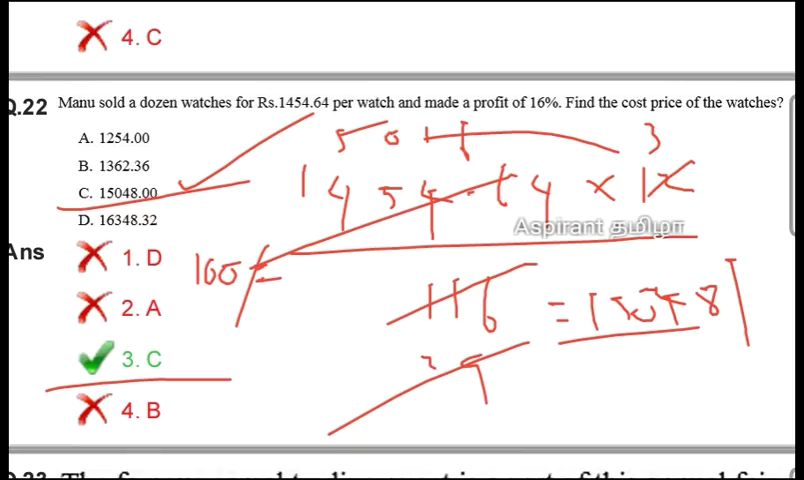 4. C
Q.22 Manu sold a dozen watches for Rs.1454.64 per watch and made a profit of 16%. Find the cost price of the watches?
A. 1254.00
B. 1362.36
C. 15048.00
D. 16348.32
Ans
1. D
2. A
3. C
4. B
3
1454.64 × 12
Aspirant தமிழா
100
116
29
= 15048